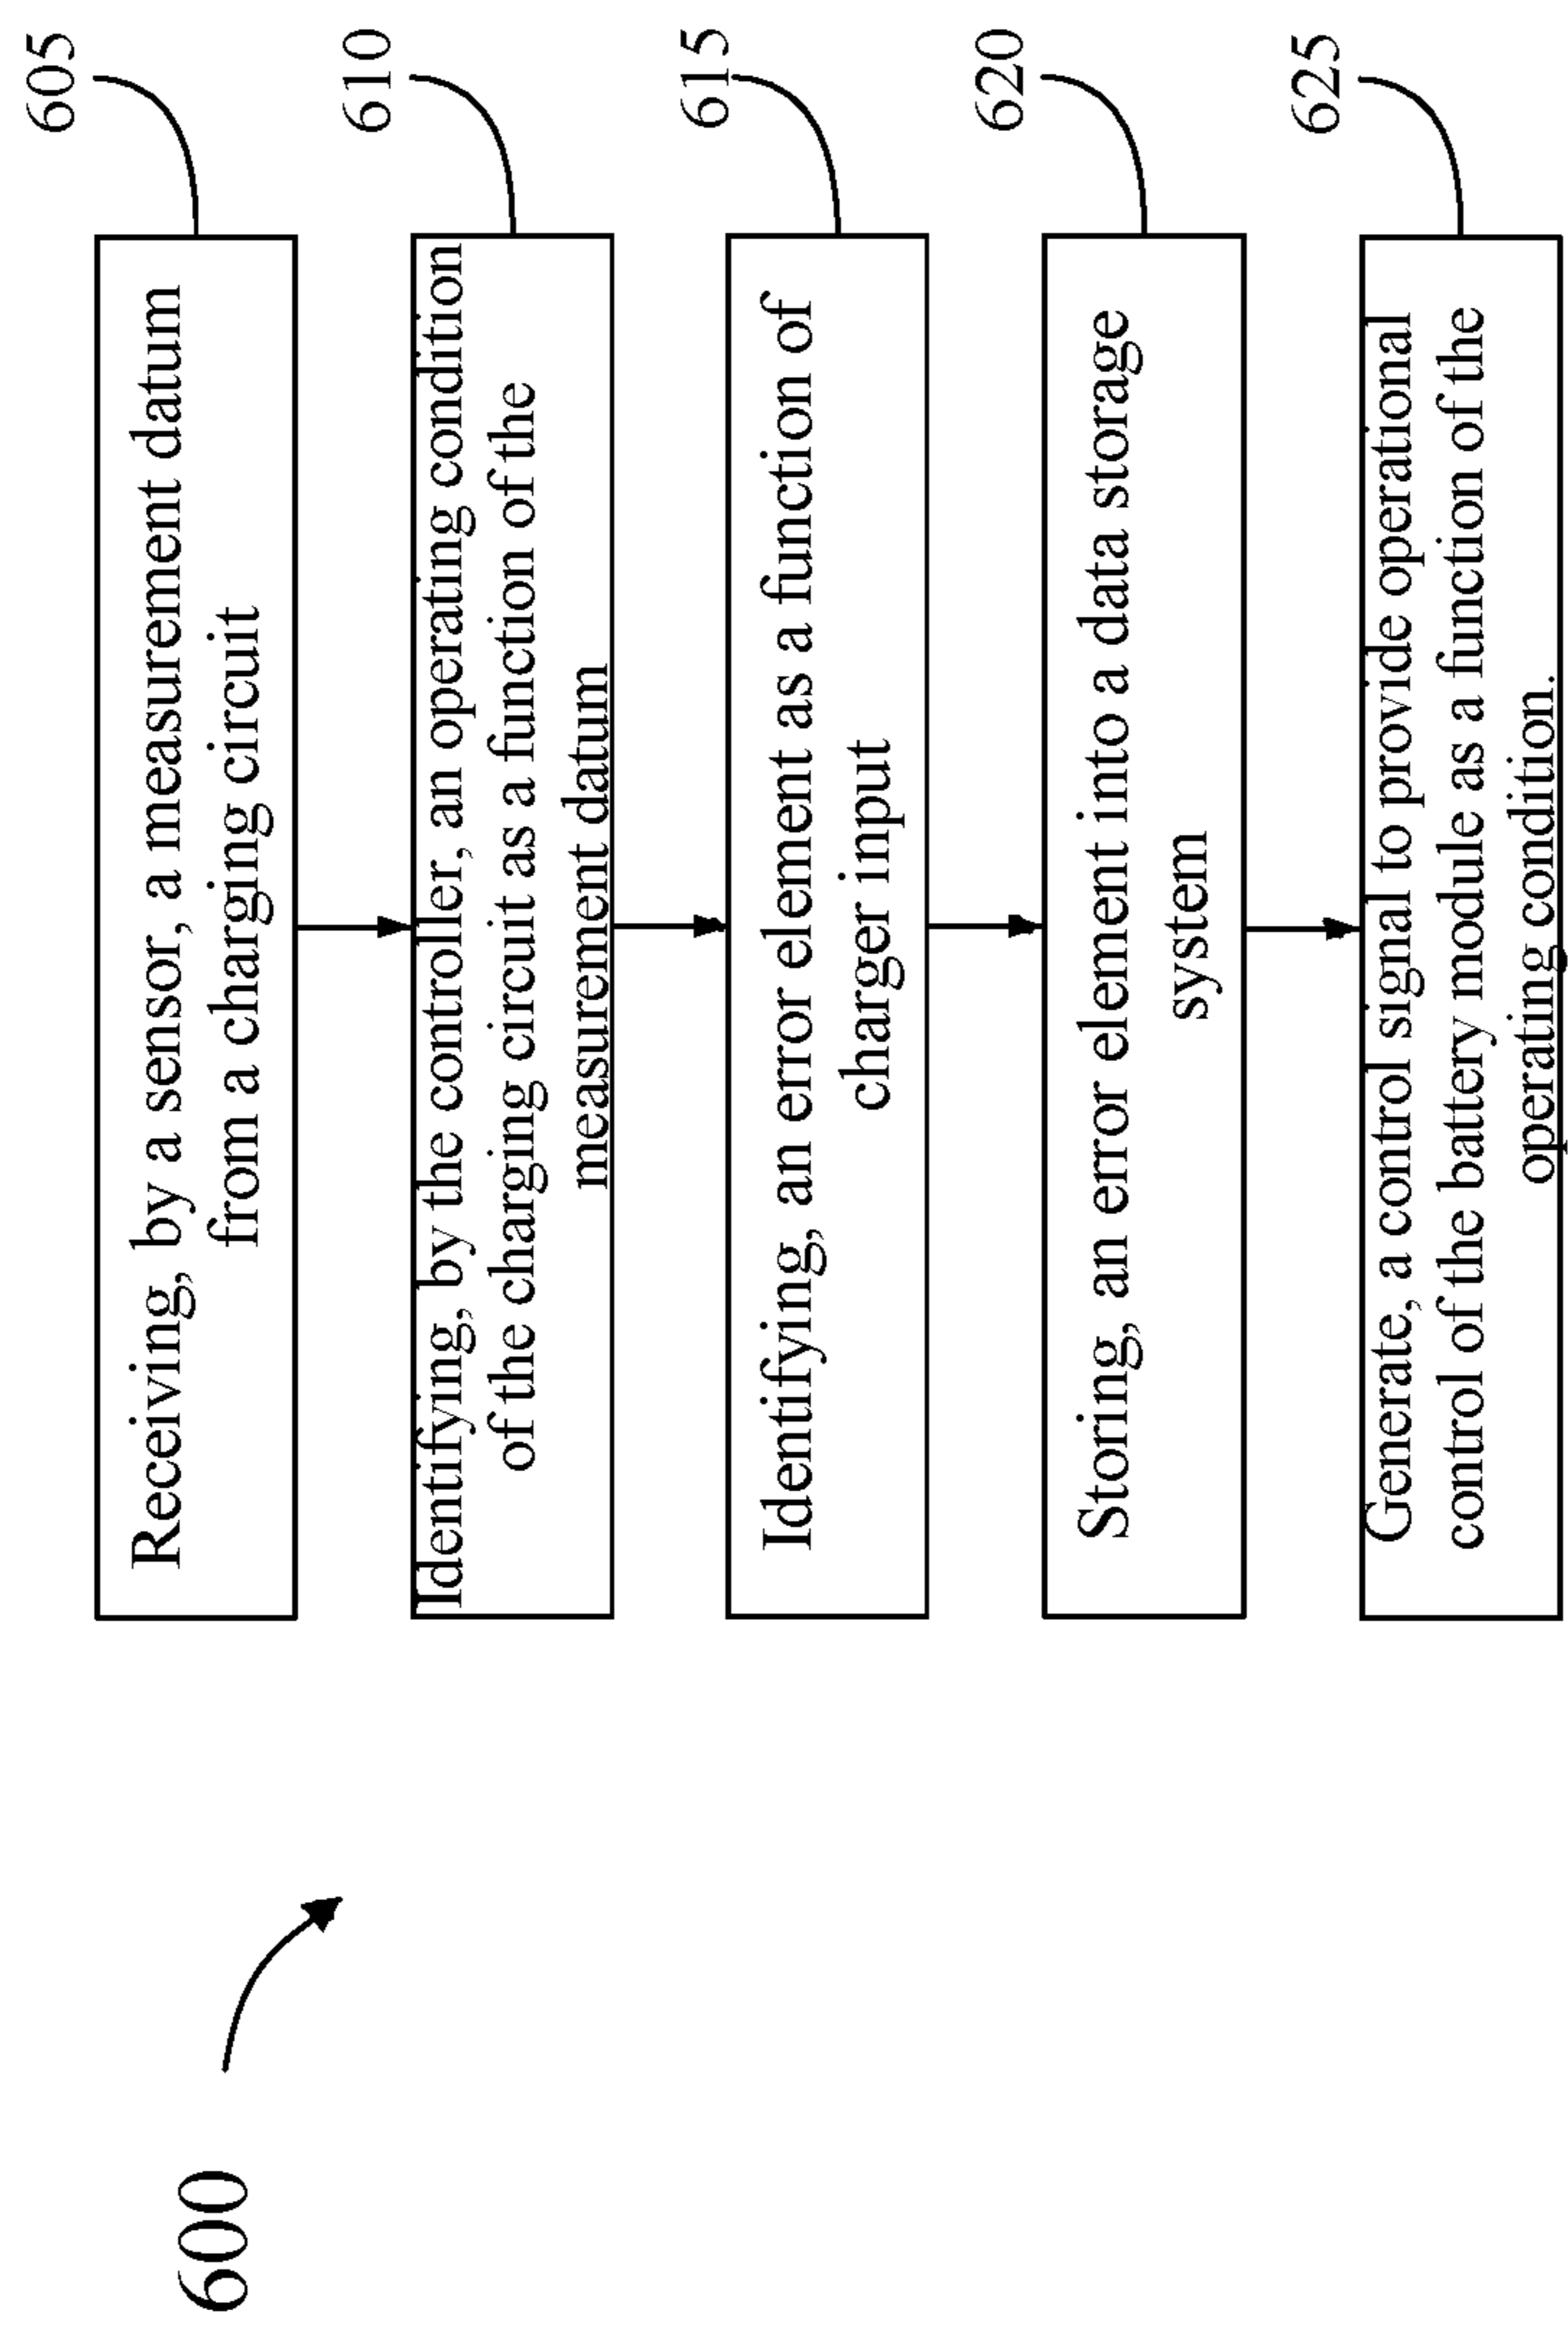 600
605
Receiving, by a sensor, a measurement datum
from a charging circuit
610
Identifying, by the controller, an operating condition
of the charging circuit as a function of the
measurement datum
615
Identifying, an error element as a function of
charger input
620
Storing, an error element into a data storage
system
625
Generate, a control signal to provide operational
control of the battery module as a function of the
operating condition.